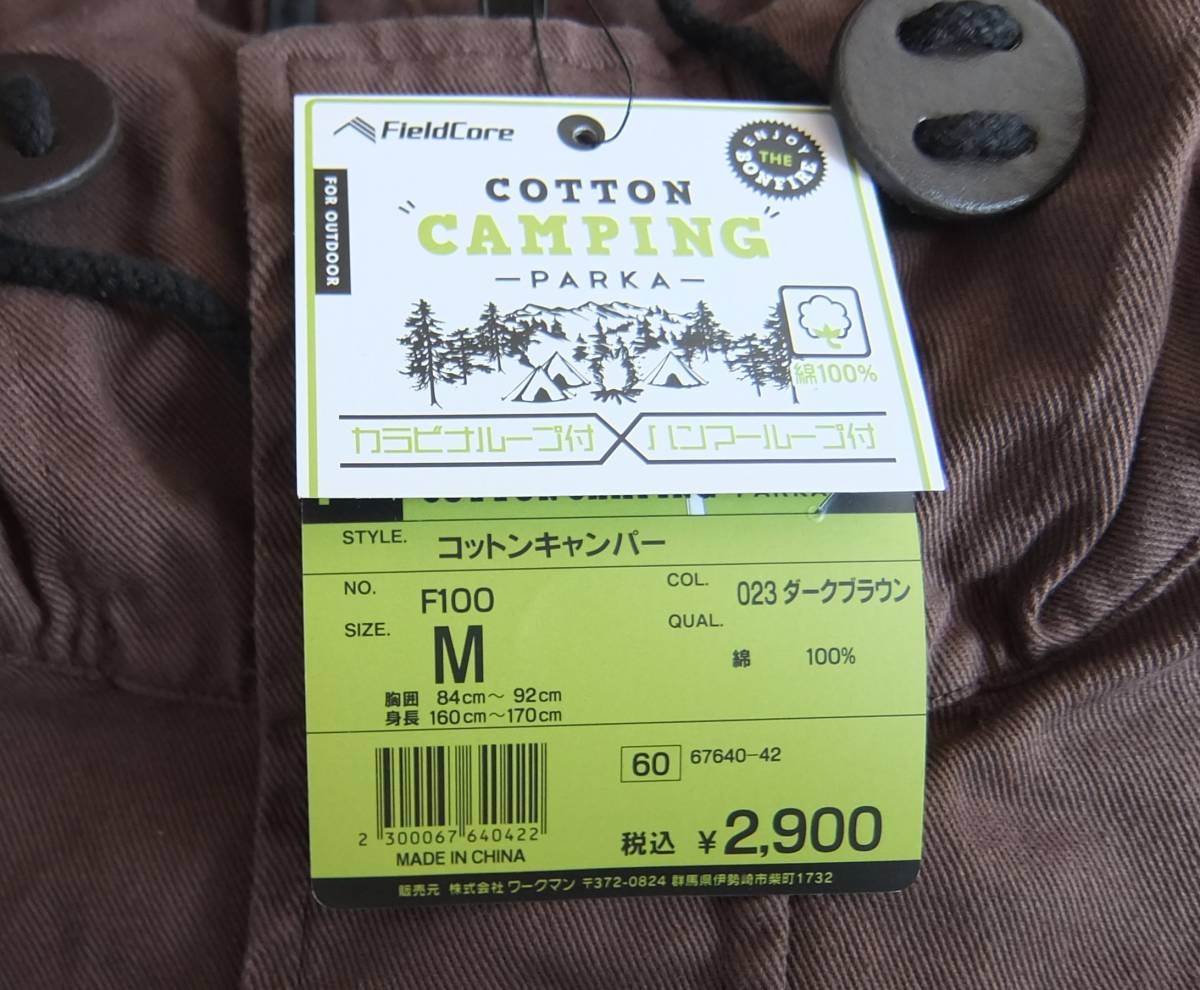 FieldCore
ENJOY THE BONFIRE
FOR OUTDOOR
COTTON
"CAMPING"
PARKA
綿100%
カラビナループ付
ハンマーループ付
STYLE. コットンキャンパー
NO. F100
COL. 023 ダークブラウン
SIZE. M
QUAL. 綿 100%
胸囲 84cm～ 92cm
身長 160cm～170cm
60 67640-42
2 300067 640422
MADE IN CHINA
税込 ¥2,900
販売元 株式会社 ワークマン 〒372-0824 群馬県伊勢崎市柴町1732